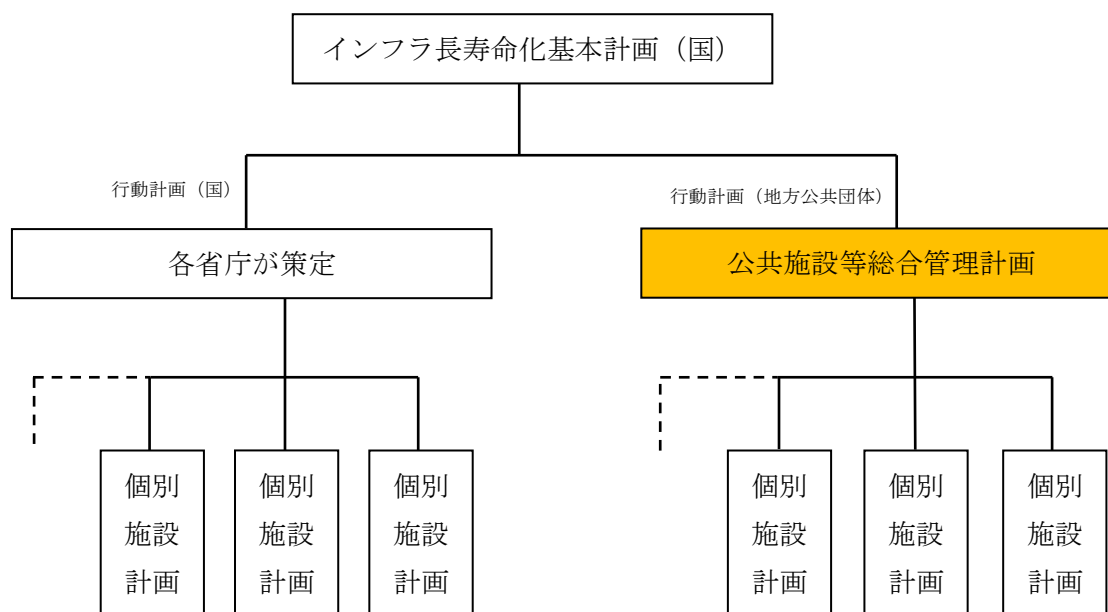 インフラ長寿命化基本計画（国）
行動計画（国）
行動計画（地方公共団体）
各省庁が策定
公共施設等総合管理計画
個別
施設
計画
個別
施設
計画
個別
施設
計画
個別
施設
計画
個別
施設
計画
個別
施設
計画